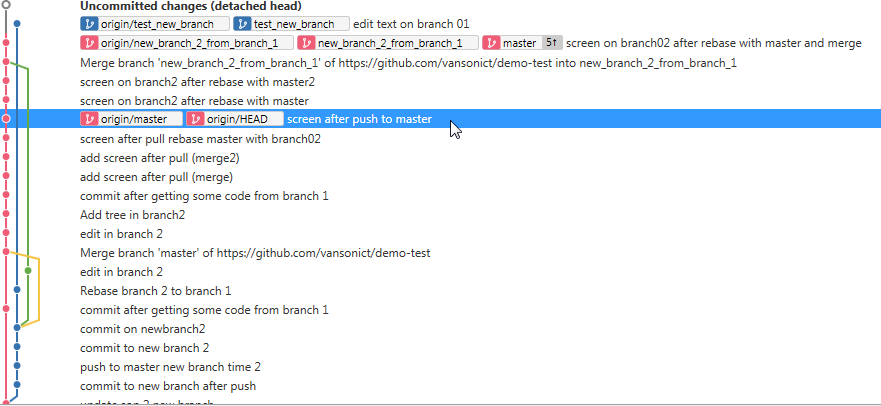 Uncommitted changes (detached head)
origin/test_new_branch test_new_branch edit text on branch 01
origin/new_branch_2_from_branch_1 new_branch_2_from_branch_1 master 5↑ screen on branch02 after rebase with master and merge
Merge branch 'new_branch_2_from_branch_1' of https://github.com/vansonict/demo-test into new_branch_2_from_branch_1
screen on branch2 after rebase with master2
screen on branch2 after rebase with master
origin/master origin/HEAD screen after push to master
screen after pull rebase master with branch02
add screen after pull (merge2)
add screen after pull (merge)
commit after getting some code from branch 1
Add tree in branch2
edit in branch 2
Merge branch 'master' of https://github.com/vansonict/demo-test
edit in branch 2
Rebase branch 2 to branch 1
commit after getting some code from branch 1
commit on newbranch2
commit to new branch 2
push to master new branch time 2
commit to new branch after push
new branch